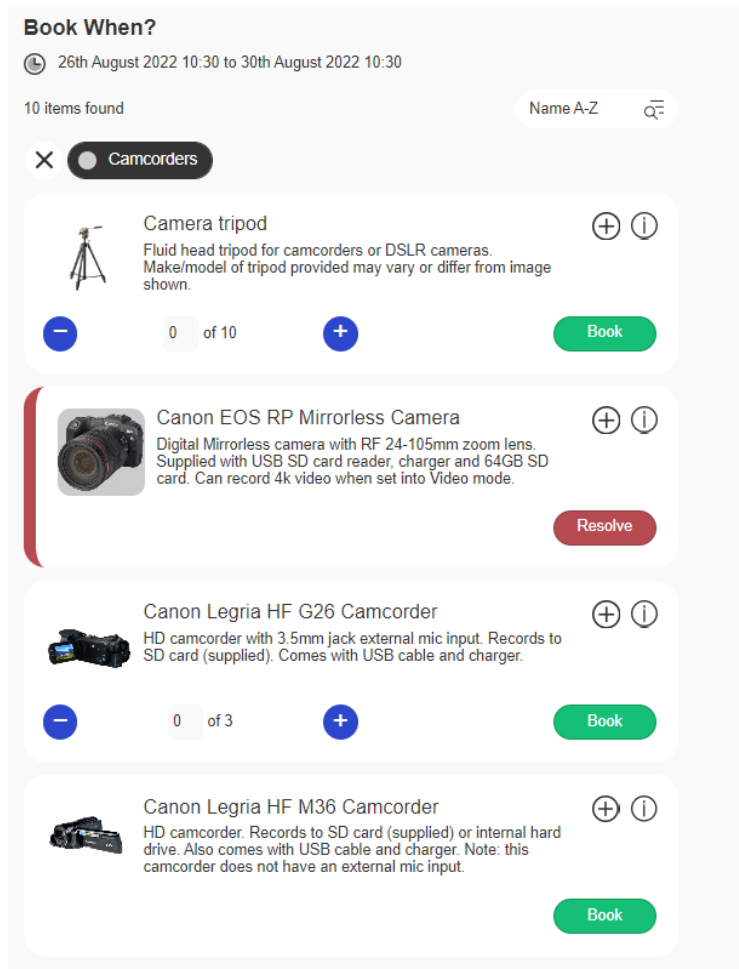 Book When?
26th August 2022 10:30 to 30th August 2022 10:30
10 items found
Name A-Z
Camcorders
Camera tripod
Fluid head tripod for camcorders or DSLR cameras.
Make/model of tripod provided may vary or differ from image
shown.
0 of 10
Book
Canon EOS RP Mirrorless Camera
Digital Mirrorless camera with RF 24-105mm zoom lens.
Supplied with USB SD card reader, charger and 64GB SD
card. Can record 4k video when set into Video mode.
Resolve
Canon Legria HF G26 Camcorder
HD camcorder with 3.5mm jack external mic input. Records to
SD card (supplied). Comes with USB cable and charger.
0 of 3
Book
Canon Legria HF M36 Camcorder
HD camcorder. Records to SD card (supplied) or internal hard
drive. Also comes with USB cable and charger. Note: this
camcorder does not have an external mic input.
Book